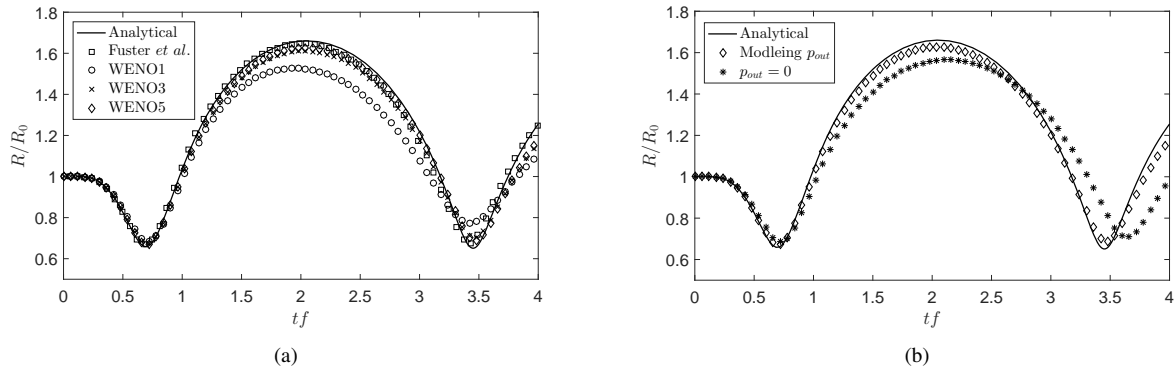 1.8
1.6
1.4
1.2
1
0.8
0.6
R/R0
Analytical
Fuster et al.
WENO1
WENO3
WENO5
0 0.5 1 1.5 2 2.5 3 3.5 4
tf
(a)
1.8
1.6
1.4
1.2
1
0.8
0.6
R/R0
Analytical
Modleing pout
pout = 0
0 0.5 1 1.5 2 2.5 3 3.5 4
tf
(b)